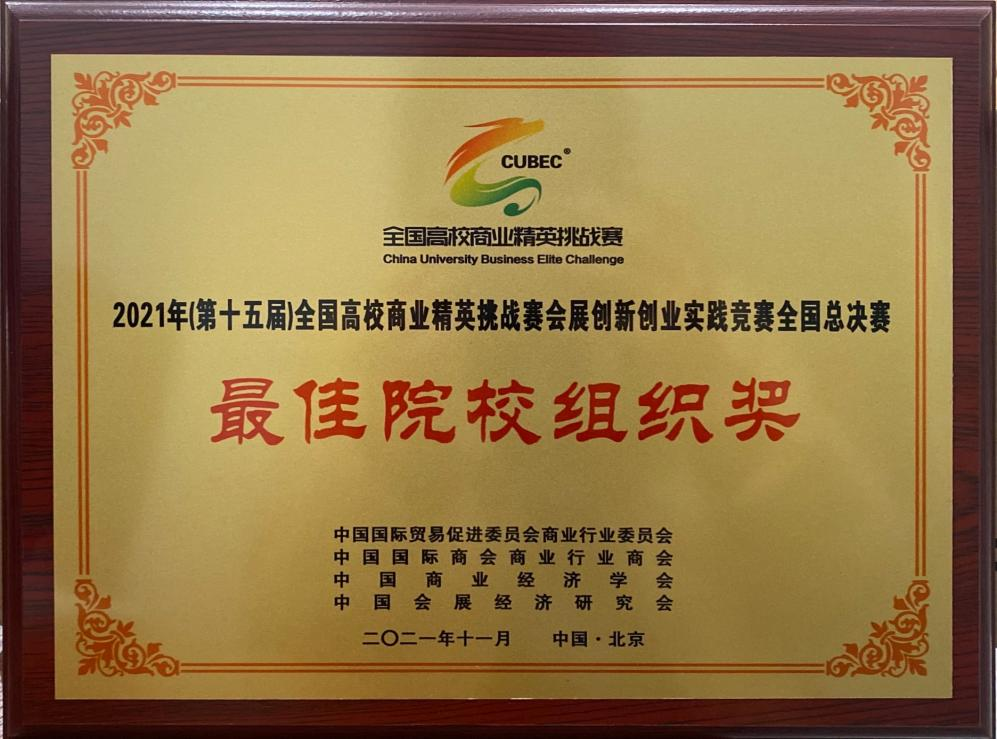 CUBEC®
全国高校商业精英挑战赛
China University Business Elite Challenge
2021年(第十五届)全国高校商业精英挑战赛会展创新创业实践竞赛全国总决赛
最佳院校组织奖
中国国际贸易促进委员会商业行业委员会
中国国际商会商业行业商会
中国商业经济学会
中国会展经济研究会
二〇二一年十一月 中国·北京